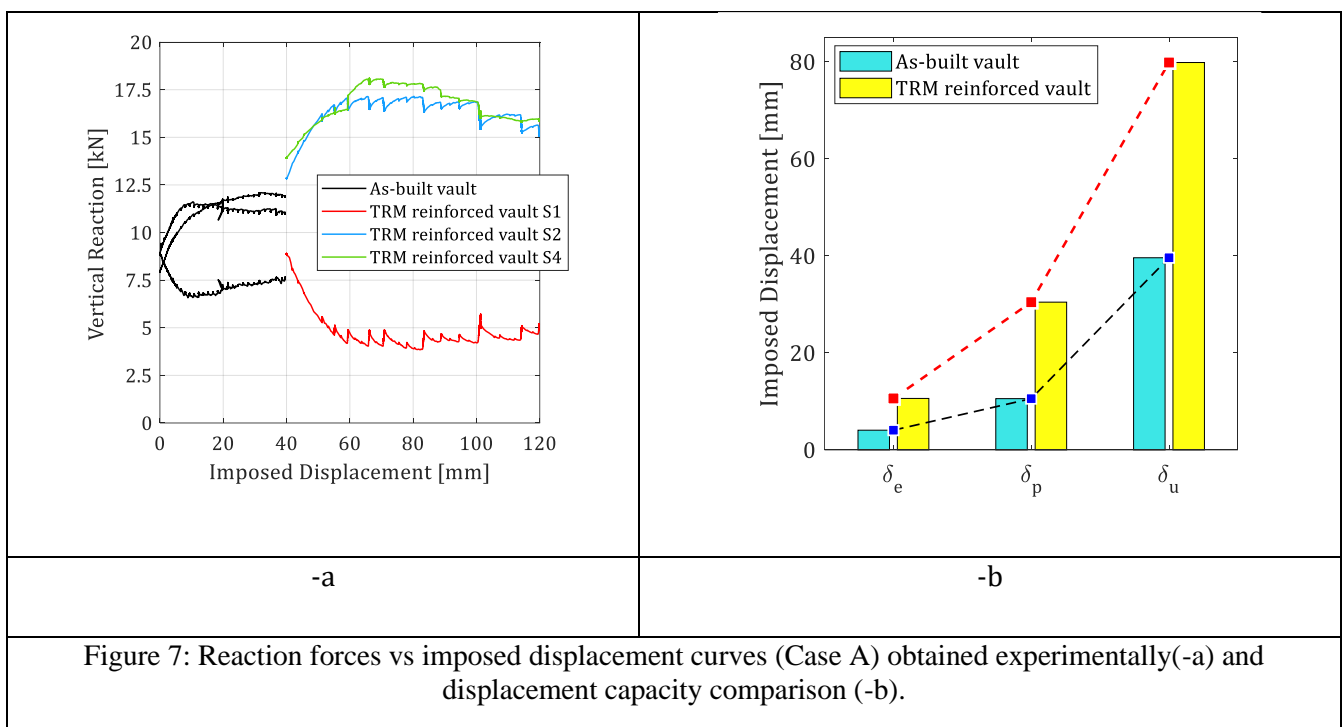 20
17.5
15
12.5
10
7.5
5
2.5
0
Vertical Reaction [kN]
As-built vault
TRM reinforced vault S1
TRM reinforced vault S2
TRM reinforced vault S4
0 20 40 60 80 100 120
Imposed Displacement [mm]
80
60
40
20
0
Imposed Displacement [mm]
As-built vault
TRM reinforced vault
δe δp δu
-a
-b
Figure 7: Reaction forces vs imposed displacement curves (Case A) obtained experimentally(-a) and
displacement capacity comparison (-b).